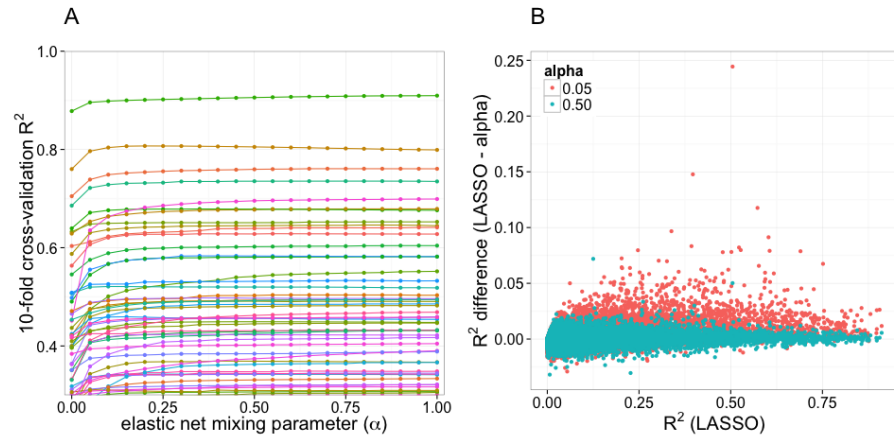 A
10-fold cross-validation R²
1.0
0.8
0.6
0.4
0.00 0.25 0.50 0.75 1.00
elastic net mixing parameter (α)
B
R² difference (LASSO - alpha)
0.25
0.20
0.15
0.10
0.05
0.00
alpha
0.05
0.50
0.00 0.25 0.50 0.75
R² (LASSO)